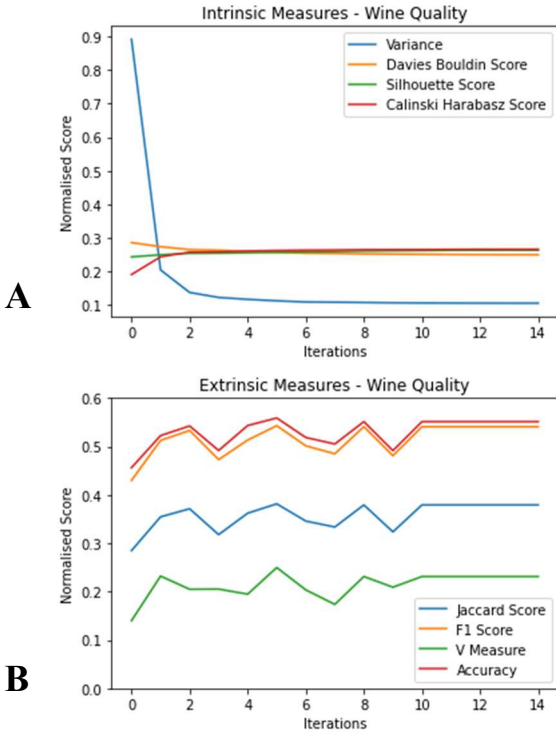 Intrinsic Measures - Wine Quality
Normalised Score
0.9
0.8
0.7
0.6
0.5
0.4
0.3
0.2
0.1
Variance
Davies Bouldin Score
Silhouette Score
Calinski Harabasz Score
A
0 2 4 6 8 10 12 14
Iterations
Extrinsic Measures - Wine Quality
Normalised Score
0.6
0.5
0.4
0.3
0.2
0.1
0.0
Jaccard Score
F1 Score
V Measure
Accuracy
B
0 2 4 6 8 10 12 14
Iterations